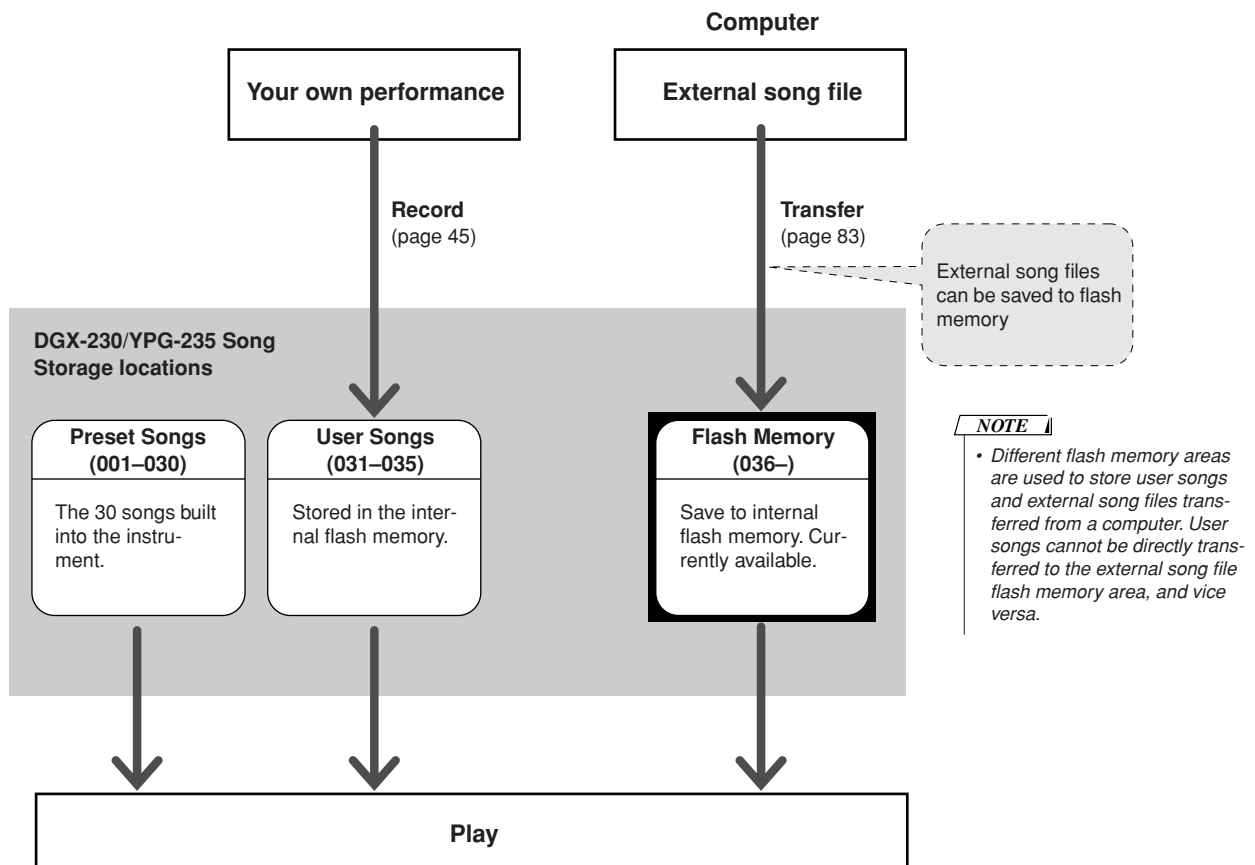 Computer
Your own performance
External song file
Record
(page 45)
Transfer
(page 83)
External song files
can be saved to flash
memory
DGX-230/YPG-235 Song
Storage locations
Preset Songs
(001–030)
The 30 songs built
into the instru-
ment.
User Songs
(031–035)
Stored in the inter-
nal flash memory.
Flash Memory
(036–)
Save to internal
flash memory. Cur-
rently available.
NOTE
• Different flash memory areas
are used to store user songs
and external song files trans-
ferred from a computer. User
songs cannot be directly trans-
ferred to the external song file
flash memory area, and vice
versa.
Play